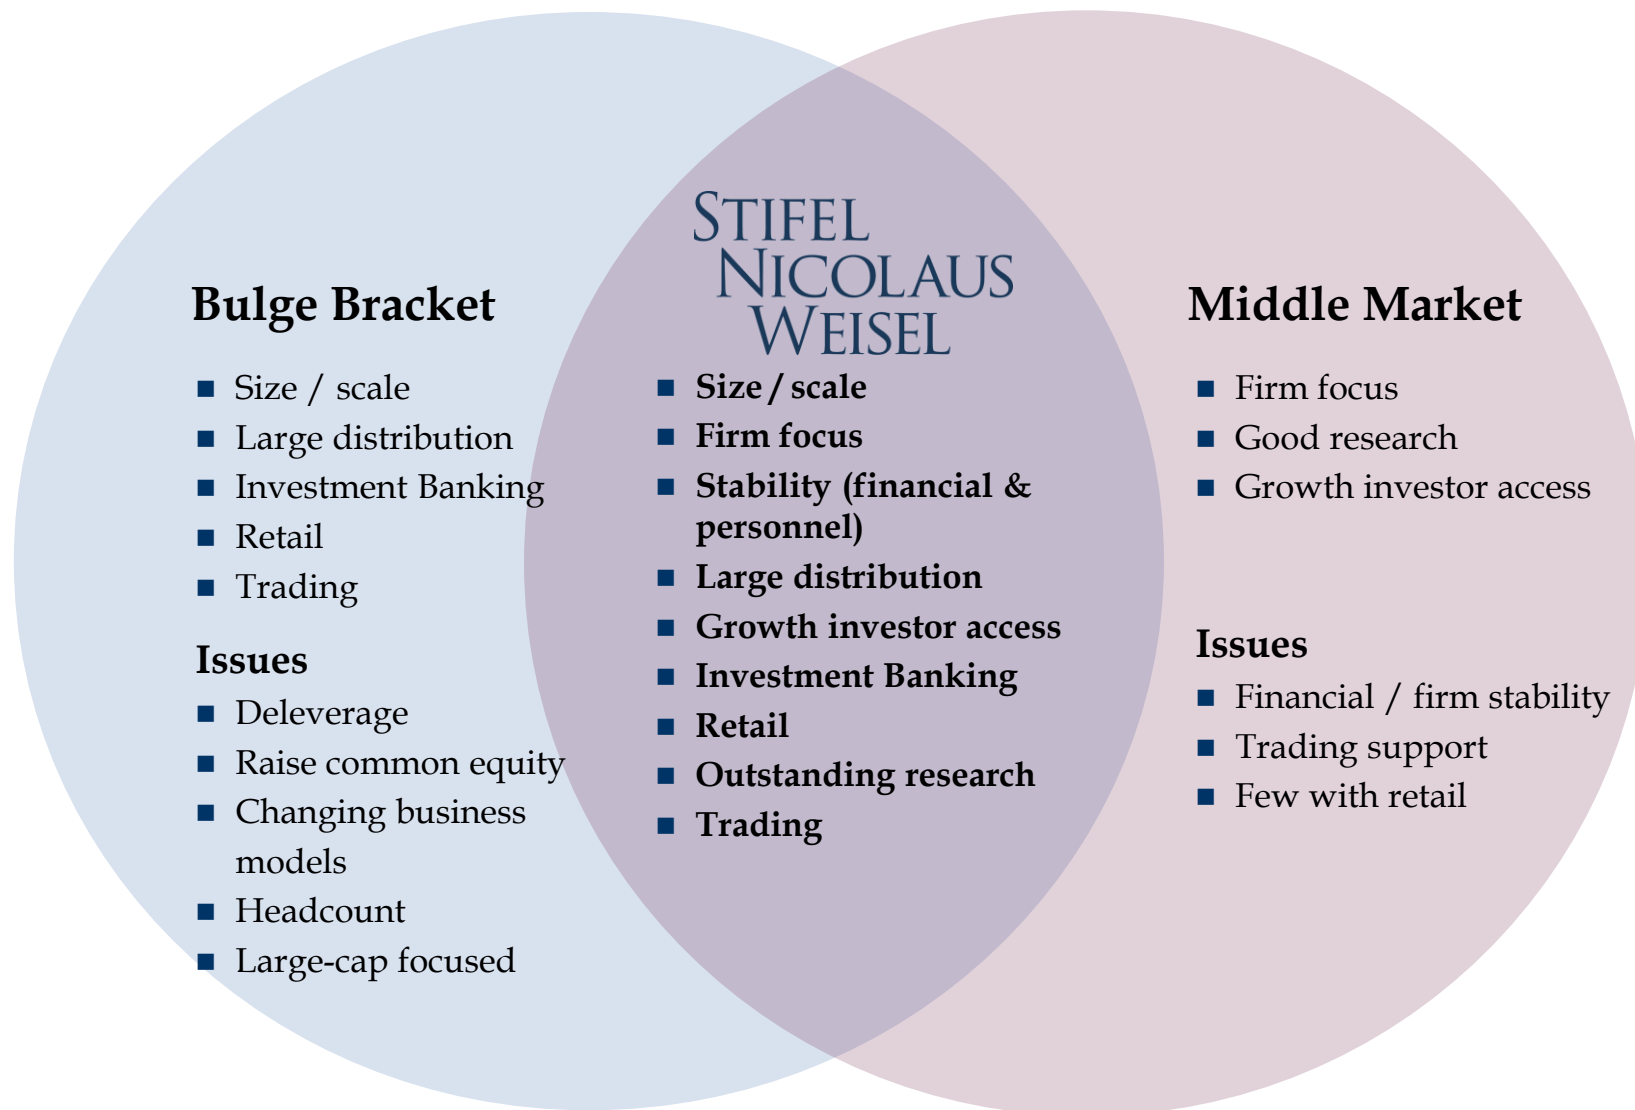 Bulge Bracket
■ Size / scale
■ Large distribution
■ Investment Banking
■ Retail
■ Trading
Issues
■ Deleverage
■ Raise common equity
■ Changing business
models
■ Headcount
■ Large-cap focused
STIFEL
NICOLAUS
WEISEL
■ Size / scale
■ Firm focus
■ Stability (financial &
personnel)
■ Large distribution
■ Growth investor access
■ Investment Banking
■ Retail
■ Outstanding research
■ Trading
Middle Market
■ Firm focus
■ Good research
■ Growth investor access
Issues
■ Financial / firm stability
■ Trading support
■ Few with retail